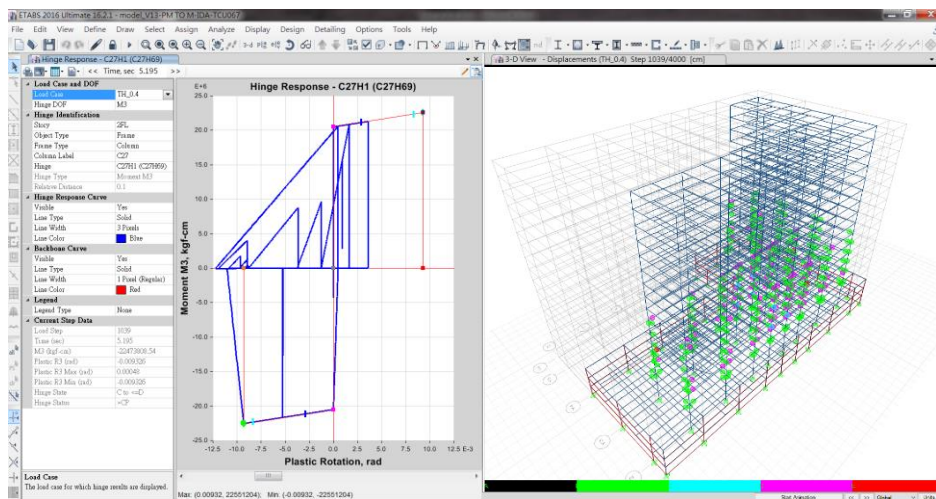 ETABS 2016 Ultimate 16.2.1 - model_V13-PM TO M-IDA-TCU067
File Edit View Define Draw Select Assign Analyze Display Design Detailing Options Tools Help
Hinge Response - C27H1 (C27H69)
3-D View - Displacements (TH_0.4) Step 1039/4000 [cm]
<< Time, sec 5.195 >>
Load Case and DOF
Load Case TH_0.4
Hinge DOF M3
Hinge Identification
Story 2FL
Object Type Frame
Frame Type Column
Column Label C27
Hinge C27H1 (C27H69)
Hinge Type Moment M3
Relative Distance 0.1
Hinge Response Curve
Visible Yes
Line Type Solid
Line Width 3 Pixels
Line Color Blue
Backbone Curve
Visible Yes
Line Type Solid
Line Width 1 Pixel (Regular)
Line Color Red
Legend
Legend Type None
Current Step Data
Load Step 1039
Time (sec) 5.195
M3 (kgf-cm) -22473808.54
Plastic R3 (rad) -0.009326
Plastic R3 Max (rad) 0.00048
Plastic R3 Min (rad) -0.009326
Hinge State C to <=D
Hinge Status >CP
Load Case
The load case for which hinge results are displayed.
Hinge Response - C27H1 (C27H69)
E+6
25.0
20.0
15.0
10.0
5.0
0.0
-5.0
-10.0
-15.0
-20.0
-25.0
Moment M3, kgf-cm
-12.5 -10.0 -7.5 -5.0 -2.5 0.0 2.5 5.0 7.5 10.0 12.5 E-3
Plastic Rotation, rad
Max: (0.00932, 22551204); Min: (-0.00932, -22551204)
Start Animation << >> Global